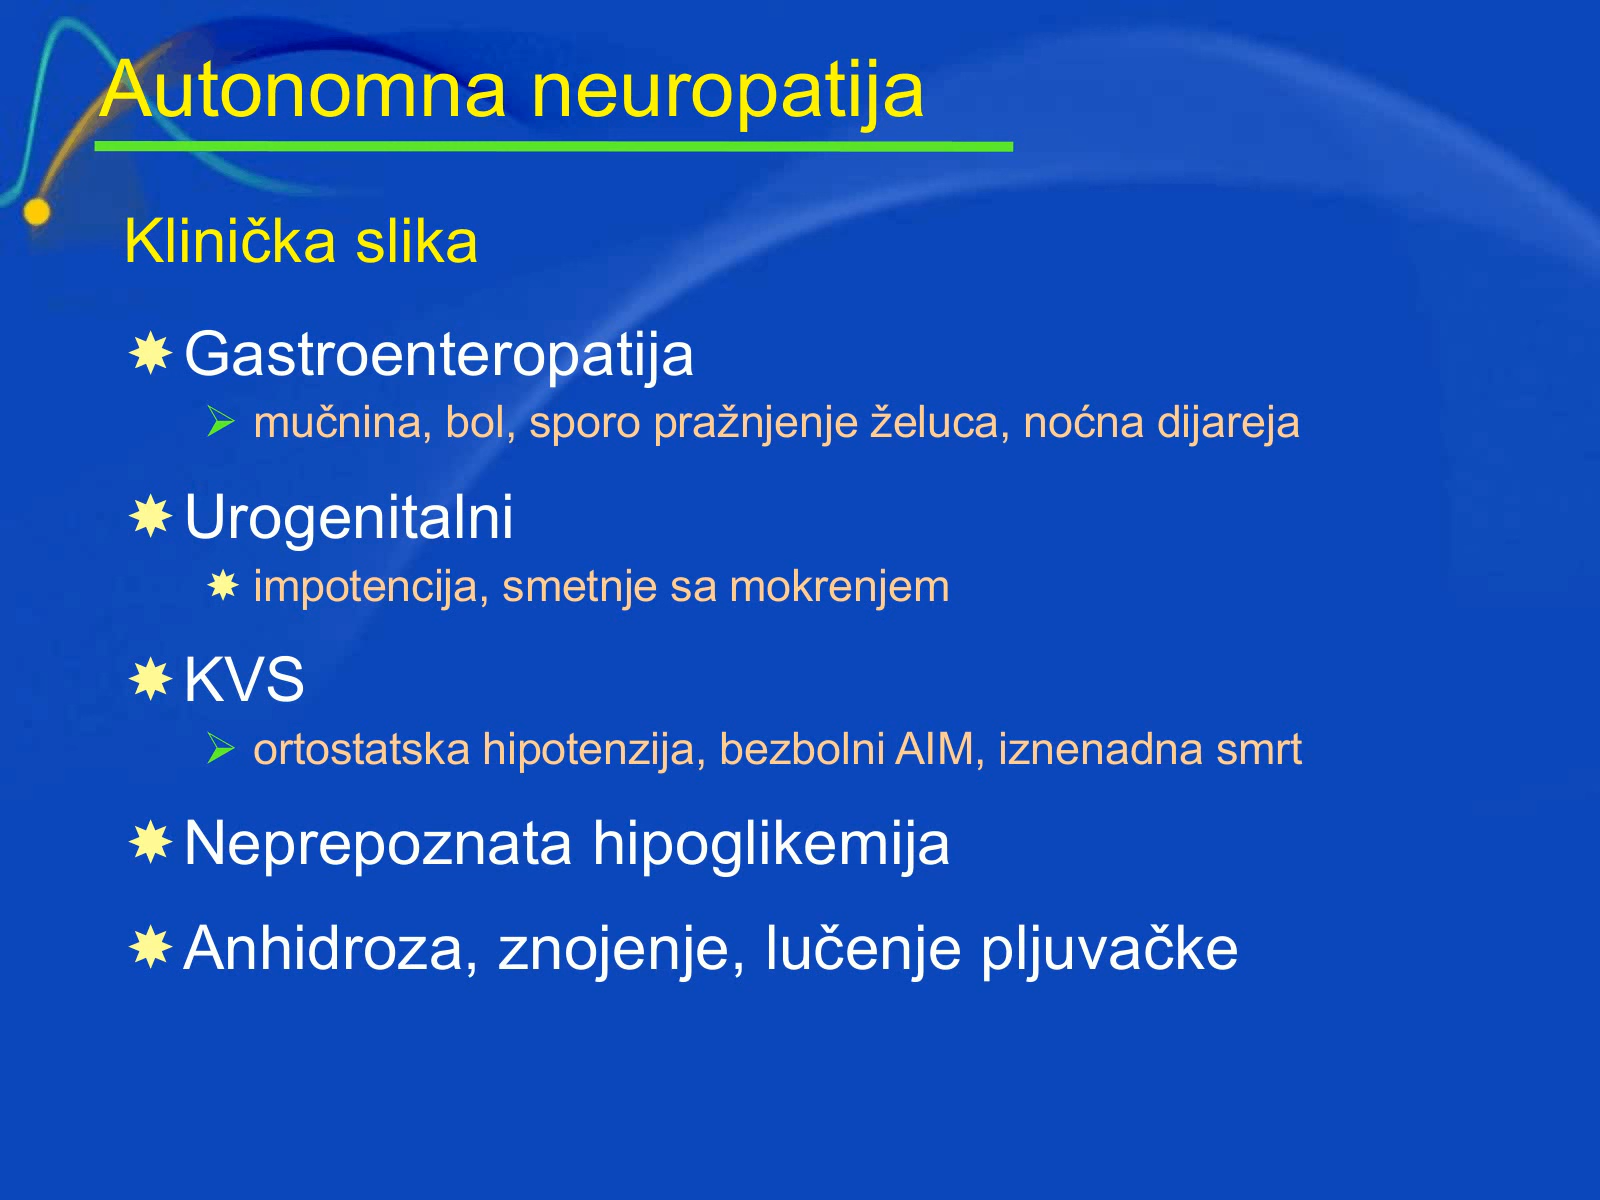 Autonomna neuropatija
Klinička slika
Gastroenteropatija
mučnina, bol, sporo pražnjenje želuca, noćna dijareja
Urogenitalni
impotencija, smetnje sa mokrenjem
KVS
ortostatska hipotenzija, bezbolni AIM, iznenadna smrt
Neprepoznata hipoglikemija
Anhidroza, znojenje, lučenje pljuvačke